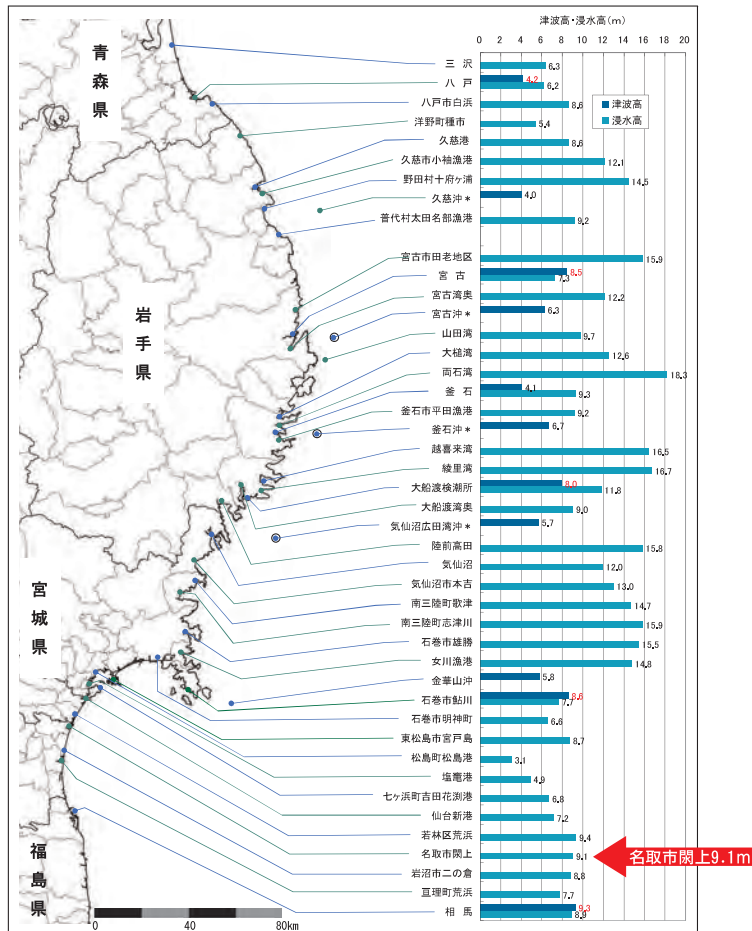 津波高・浸水高(m)
0 2 4 6 8 10 12 14 16 18 20
津波高
浸水高
青森県
岩手県
宮城県
福島県
三沢 6.3
八戸 4.2 6.2
八戸市白浜 8.6
洋野町種市 5.4
久慈港 8.6
久慈市小袖漁港 12.1
野田村十府ヶ浦 14.5
久慈沖* 4.0
普代村太田名部漁港 9.2
宮古市田老地区 15.9
宮古 8.5 7.3
宮古湾奥 12.2
宮古沖* 6.3
山田湾 9.7
大槌湾 12.6
両石湾 18.3
釜石 4.1 9.3
釜石市平田漁港 9.2
釜石沖* 6.7
越喜来湾 16.5
綾里湾 16.7
大船渡検潮所 8.0 11.8
大船渡湾奥 9.0
気仙沼広田湾沖* 5.7
陸前高田 15.8
気仙沼 12.0
気仙沼市本吉 13.0
南三陸町歌津 14.7
南三陸町志津川 15.9
石巻市雄勝 15.5
女川漁港 14.8
金華山沖 5.8
石巻市鮎川 8.6 7.7
石巻市明神町 6.6
東松島市宮戸島 8.7
松島町松島港 3.1
塩竈港 4.9
七ヶ浜町吉田花渕港 6.8
仙台新港 7.2
若林区荒浜 9.4
名取市閖上 9.1
名取市閖上9.1m
岩沼市二の倉 8.8
亘理町荒浜 7.7
相馬 9.3 8.9
0 40 80km